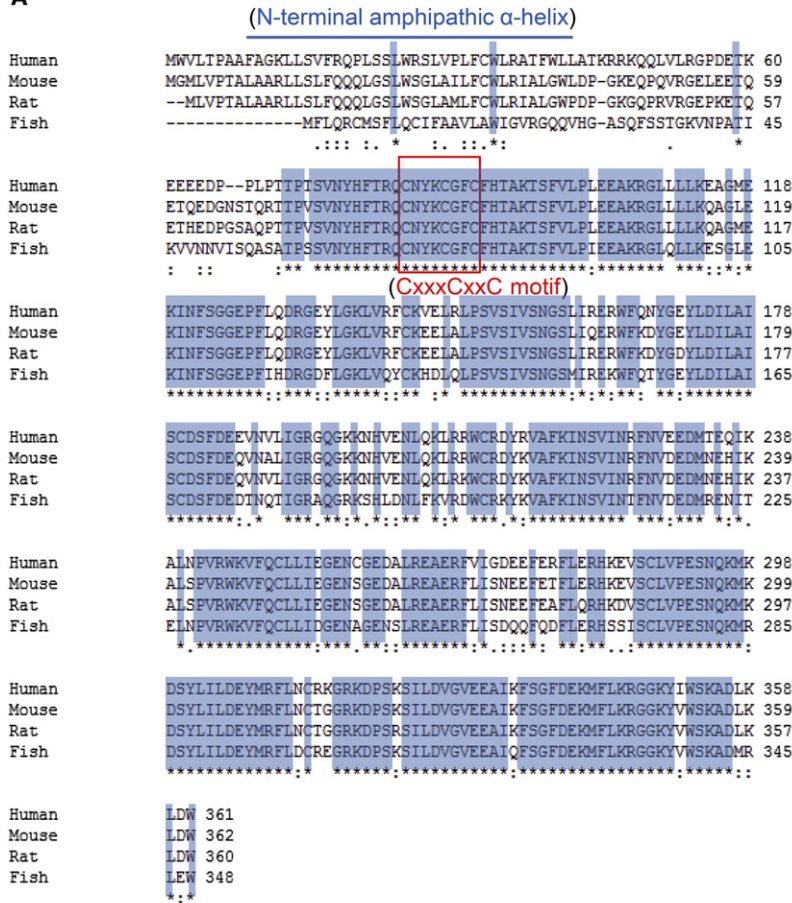 A
(N-terminal amphipathic α-helix)
Human MWVLTPAAFAGKLLSVFRQPLSSLWRSLVPLFCWLRATFWLLATKRRKQQLVLRGPDETK 60
Mouse MGMLVPTALAARLLSLFQQQLGSLWSGLAILFCWLRIALGWLDP-GKEQPQVRGELEETQ 59
Rat --MLVPTALAARLLSLFQQQLGSLWSGLAMLFCWLRIALGWPDP-GKGQPRVRGEPKETQ 57
Fish --------------MFLQRCMSFLQCIFAAVLAWIGVRGQQVHG-ASQFSSTGKVNPATI 45
.::: :. * :. ::.*: . *
Human EEEEDP--PLPTTPTSVNYHFTRQCNYKCGFCFHTAKTSFVLPLEEAKRGLLLLKEAGME 118
Mouse ETQEDGNSTQRTTPVSVNYHFTRQCNYKCGFCFHTAKTSFVLPLEEAKRGLLLLKQAGLE 119
Rat ETHEDPGSAQPTTPVSVNYHFTRQCNYKCGFCFHTAKTSFVLPLEEAKRGLLLLKQAGME 117
Fish KVVNNVISQASATPSSVNYHFTRQCNYKCGFCFHTAKTSFVLPIEEAKRGLQLLKESGLE 105
: :: :** ****************************:******* ***::*:*
(CxxxCxxC motif)
Human KINFSGGEPFLQDRGEYLGKLVRFCKVELRLPSVSIVSNGSLIRERWFQNYGEYLDILAI 178
Mouse KINFSGGEPFLQDRGEYLGKLVRFCKEELALPSVSIVSNGSLIQERWFKDYGEYLDILAI 179
Rat KINFSGGEPFLQDRGEYLGKLVRFCKEELALPSVSIVSNGSLIRERWFKDYGDYLDILAI 177
Fish KINFSGGEPFIHDRGDFLGKLVQYCKHDLQLPSVSIVSNGSMIREKWFQTYGEYLDILAI 165
**********::***::*****::** :* ***********:*:*:**: **:*******
Human SCDSFDEEVNVLIGRGQGKKNHVENLQKLRRWCRDYRVAFKINSVINRFNVEEDMTEQIK 238
Mouse SCDSFDEQVNALIGRGQGKKNHVENLQKLRRWCRDYKVAFKINSVINRFNVDEDMNEHIK 239
Rat SCDSFDEQVNVLIGRGQGKKNHVENLQKLRKWCRDYKVAFKINSVINRFNVDEDMNEHIK 237
Fish SCDSFDEDTNQTIGRAQGRKSHLDNLFKVRDWCRKYKVAFKINSVINTFNVDEDMRENIT 225
*******:.* ***.**:*.*::** *:* ***.*:********** ***:*** *:*.
Human ALNPVRWKVFQCLLIEGENCGEDALREAERFVIGDEEFERFLERHKEVSCLVPESNQKMK 298
Mouse ALSPVRWKVFQCLLIEGENSGEDALREAERFLISNEEFETFLERHKEVSCLVPESNQKMK 299
Rat ALSPVRWKVFQCLLIEGENSGEDALREAERFLISNEEFEAFLQRHKDVSCLVPESNQKMK 297
Fish ELNPVRWKVFQCLLIDGENAGENSLREAERFLISDQQFQDFLERHSSISCLVPESNQKMR 285
*.************:***.**::*******:*.:::*: **:**..:***********:
Human DSYLILDEYMRFLNCRKGRKDPSKSILDVGVEEAIKFSGFDEKMFLKRGGKYIWSKADLK 358
Mouse DSYLILDEYMRFLNCTGGRKDPSKSILDVGVEEAIKFSGFDEKMFLKRGGKYVWSKADLK 359
Rat DSYLILDEYMRFLNCTGGRKDPSRSILDVGVEEAIKFSGFDEKMFLKRGGKYVWSKADLK 357
Fish DSYLILDEYMRFLDCREGRKDPSKSILDVGVEEAIQFSGFDEKMFLKRGGKYVWSKADMR 345
*************:* ******:***********:****************:*****::
Human LDW 361
Mouse LDW 362
Rat LDW 360
Fish LEW 348
*:*